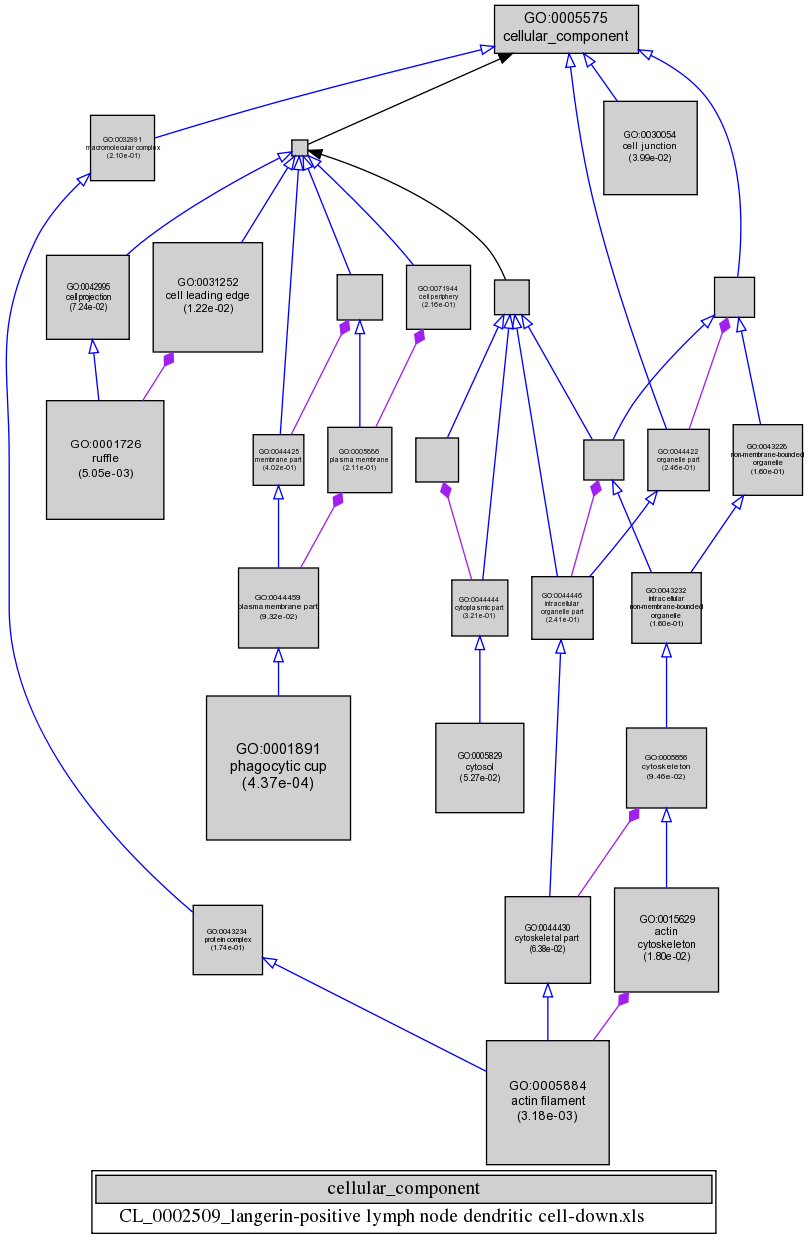 GO:0005575
cellular_component
GO:0032991
macromolecular complex
(2.10e-01)
GO:0030054
cell junction
(3.99e-02)
GO:0042995
cell projection
(7.24e-02)
GO:0031252
cell leading edge
(1.22e-02)
GO:0071944
cell periphery
(2.16e-01)
GO:0001726
ruffle
(5.05e-03)
GO:0044425
membrane part
(4.02e-01)
GO:0005886
plasma membrane
(2.11e-01)
GO:0044422
organelle part
(2.46e-01)
GO:0043228
non-membrane-bounded
organelle
(1.60e-01)
GO:0044459
plasma membrane part
(9.32e-02)
GO:0044444
cytoplasmic part
(3.21e-01)
GO:0044446
intracellular
organelle part
(2.41e-01)
GO:0043232
intracellular
non-membrane-bounded
organelle
(1.60e-01)
GO:0001891
phagocytic cup
(4.37e-04)
GO:0005829
cytosol
(5.27e-02)
GO:0005856
cytoskeleton
(9.46e-02)
GO:0043234
protein complex
(1.74e-01)
GO:0044430
cytoskeletal part
(6.38e-02)
GO:0015629
actin
cytoskeleton
(1.80e-02)
GO:0005884
actin filament
(3.18e-03)
cellular_component
CL_0002509_langerin-positive lymph node dendritic cell-down.xls